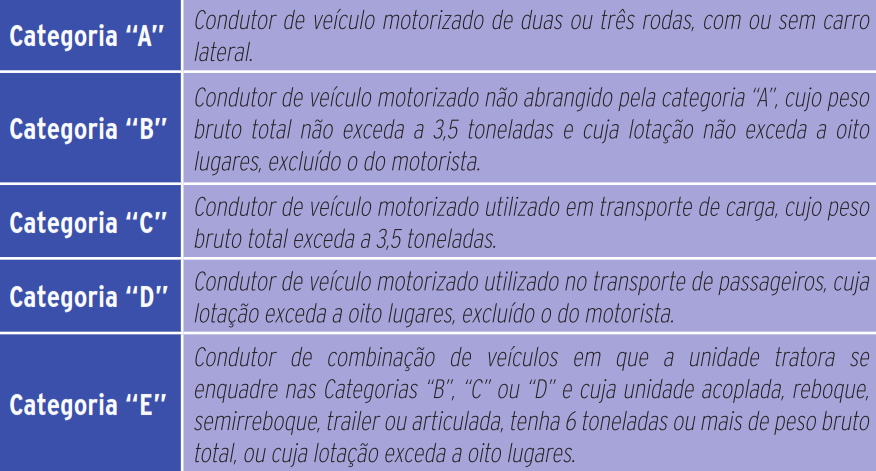 Categoria “A”
Condutor de veículo motorizado de duas ou três rodas, com ou sem carro
lateral.
Categoria “B”
Condutor de veículo motorizado não abrangido pela categoria “A”, cujo peso
bruto total não exceda a 3,5 toneladas e cuja lotação não exceda a oito
lugares, excluído o do motorista.
Categoria “C”
Condutor de veículo motorizado utilizado em transporte de carga, cujo peso
bruto total exceda a 3,5 toneladas.
Categoria “D”
Condutor de veículo motorizado utilizado no transporte de passageiros, cuja
lotação exceda a oito lugares, excluído o do motorista.
Categoria “E”
Condutor de combinação de veículos em que a unidade tratora se
enquadre nas Categorias “B”, “C” ou “D” e cuja unidade acoplada, reboque,
semirreboque, trailer ou articulada, tenha 6 toneladas ou mais de peso bruto
total, ou cuja lotação exceda a oito lugares.